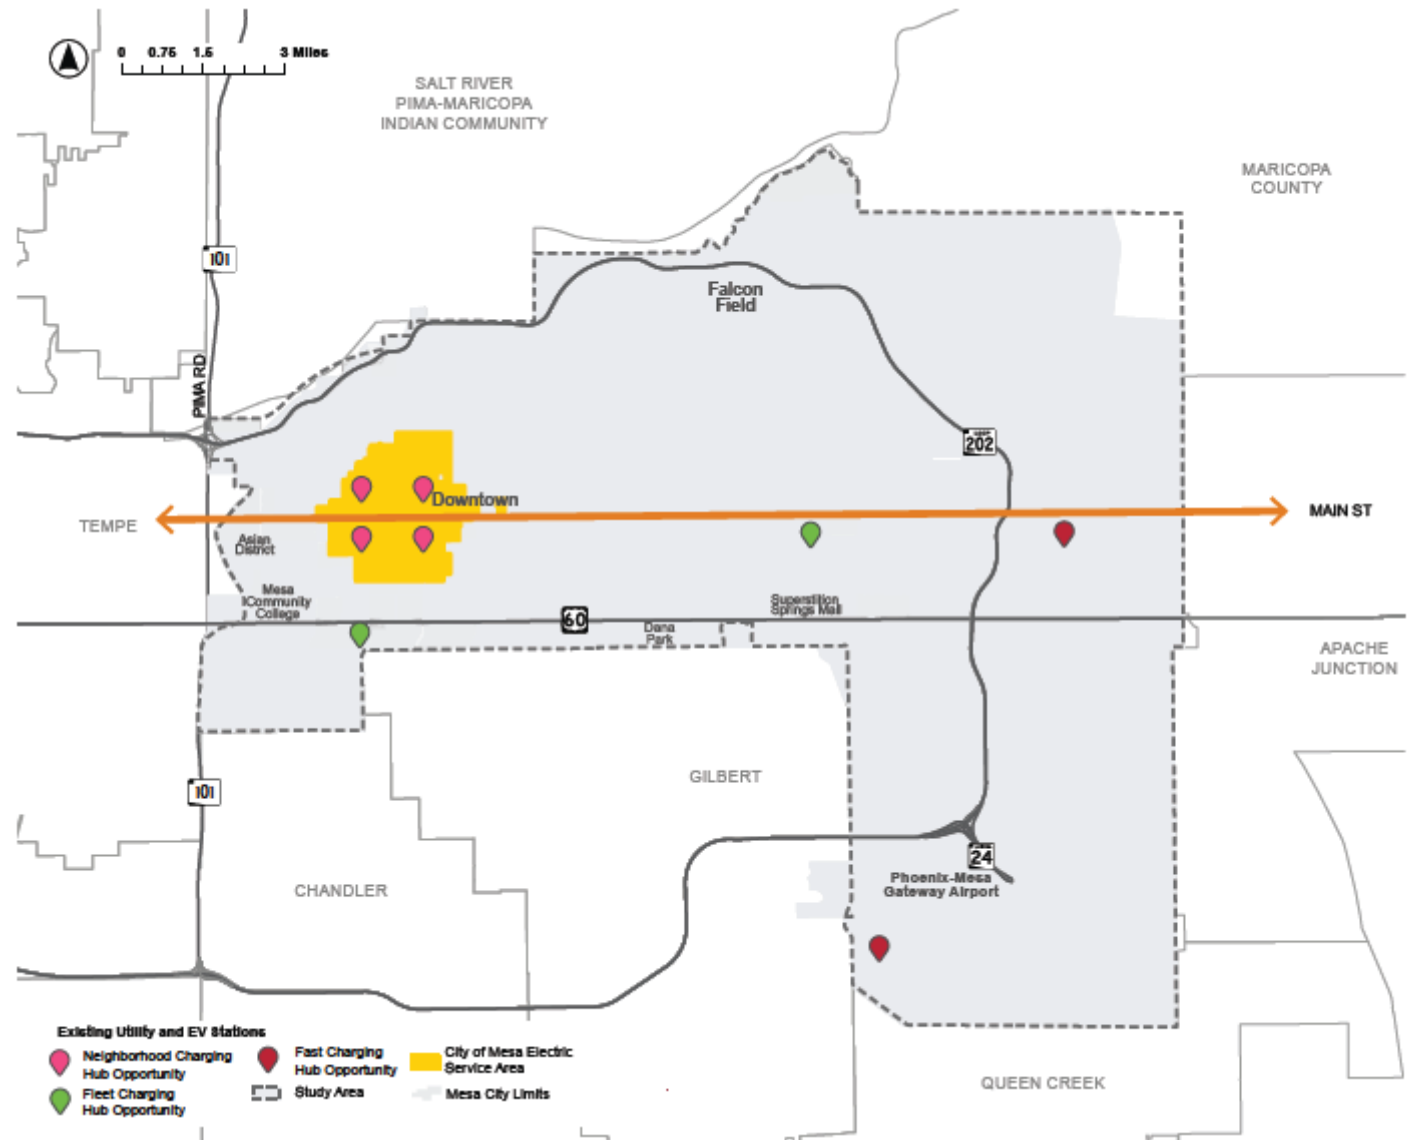 0 0.75 1.5 3 Miles
SALT RIVER
PIMA-MARICOPA
INDIAN COMMUNITY
MARICOPA
COUNTY
101
Falcon
Field
PIMA RD
202
Downtown
MAIN ST
TEMPE
Asian
District
Mesa
Community
College
Superstition
Springs Mall
60
Dana
Park
APACHE
JUNCTION
GILBERT
101
24
Phoenix-Mesa
Gateway Airport
CHANDLER
Existing Utility and EV Stations
Neighborhood Charging
Hub Opportunity
Fleet Charging
Hub Opportunity
Fast Charging
Hub Opportunity
Study Area
City of Mesa Electric
Service Area
Mesa City Limits
QUEEN CREEK